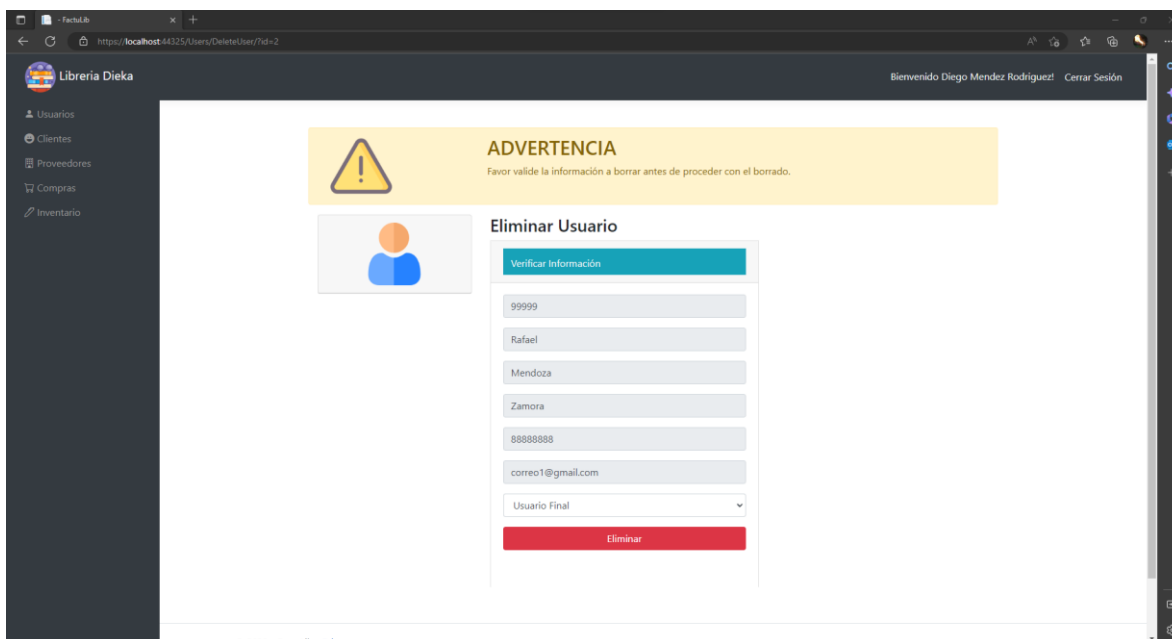 - FactuLib
https://localhost:44325/Users/DeleteUser/?id=2
Libreria Dieka
Bienvenido Diego Mendez Rodriguez!
Cerrar Sesión
Usuarios
Clientes
Proveedores
Compras
Inventario
ADVERTENCIA
Favor valide la información a borrar antes de proceder con el borrado.
Eliminar Usuario
Verificar Información
99999
Rafael
Mendoza
Zamora
88888888
correo1@gmail.com
Usuario Final
Eliminar